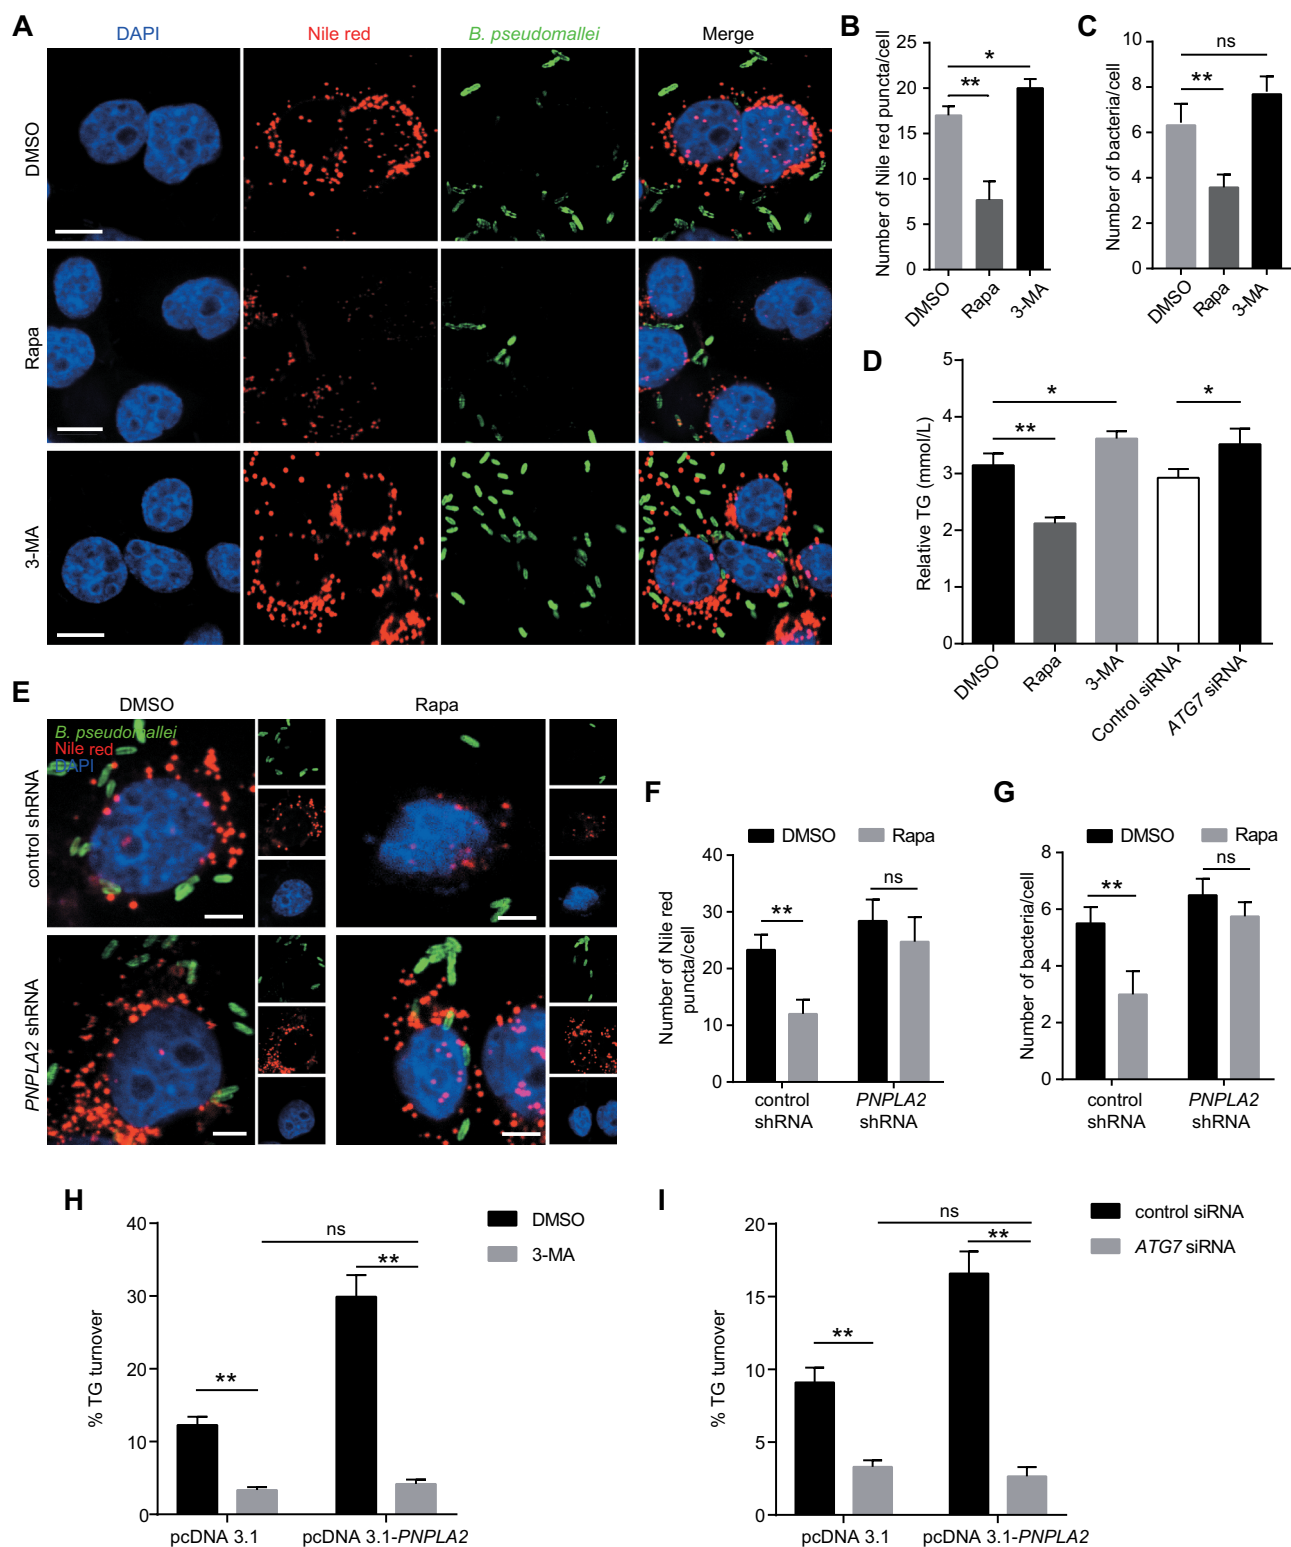 A
DAPI
Nile red
B. pseudomallei
Merge
DMSO
Rapa
3-MA
B
Number of Nile red puncta/cell
25
20
15
10
5
0
*
**
DMSO
Rapa
3-MA
C
Number of bacteria/cell
10
8
6
4
2
0
ns
**
DMSO
Rapa
3-MA
D
Relative TG (mmol/L)
5
4
3
2
1
0
*
**
*
DMSO
Rapa
3-MA
Control siRNA
ATG7 siRNA
E
DMSO
Rapa
B. pseudomallei
Nile red
DAPI
control shRNA
PNPLA2 shRNA
F
DMSO
Rapa
Number of Nile red
puncta/cell
40
30
20
10
0
**
ns
control
shRNA
PNPLA2
shRNA
G
DMSO
Rapa
Number of bacteria/cell
8
6
4
2
0
**
ns
control
shRNA
PNPLA2
shRNA
H
DMSO
3-MA
% TG turnover
40
30
20
10
0
ns
**
**
pcDNA 3.1
pcDNA 3.1-PNPLA2
I
control siRNA
ATG7 siRNA
% TG turnover
20
15
10
5
0
ns
**
**
pcDNA 3.1
pcDNA 3.1-PNPLA2